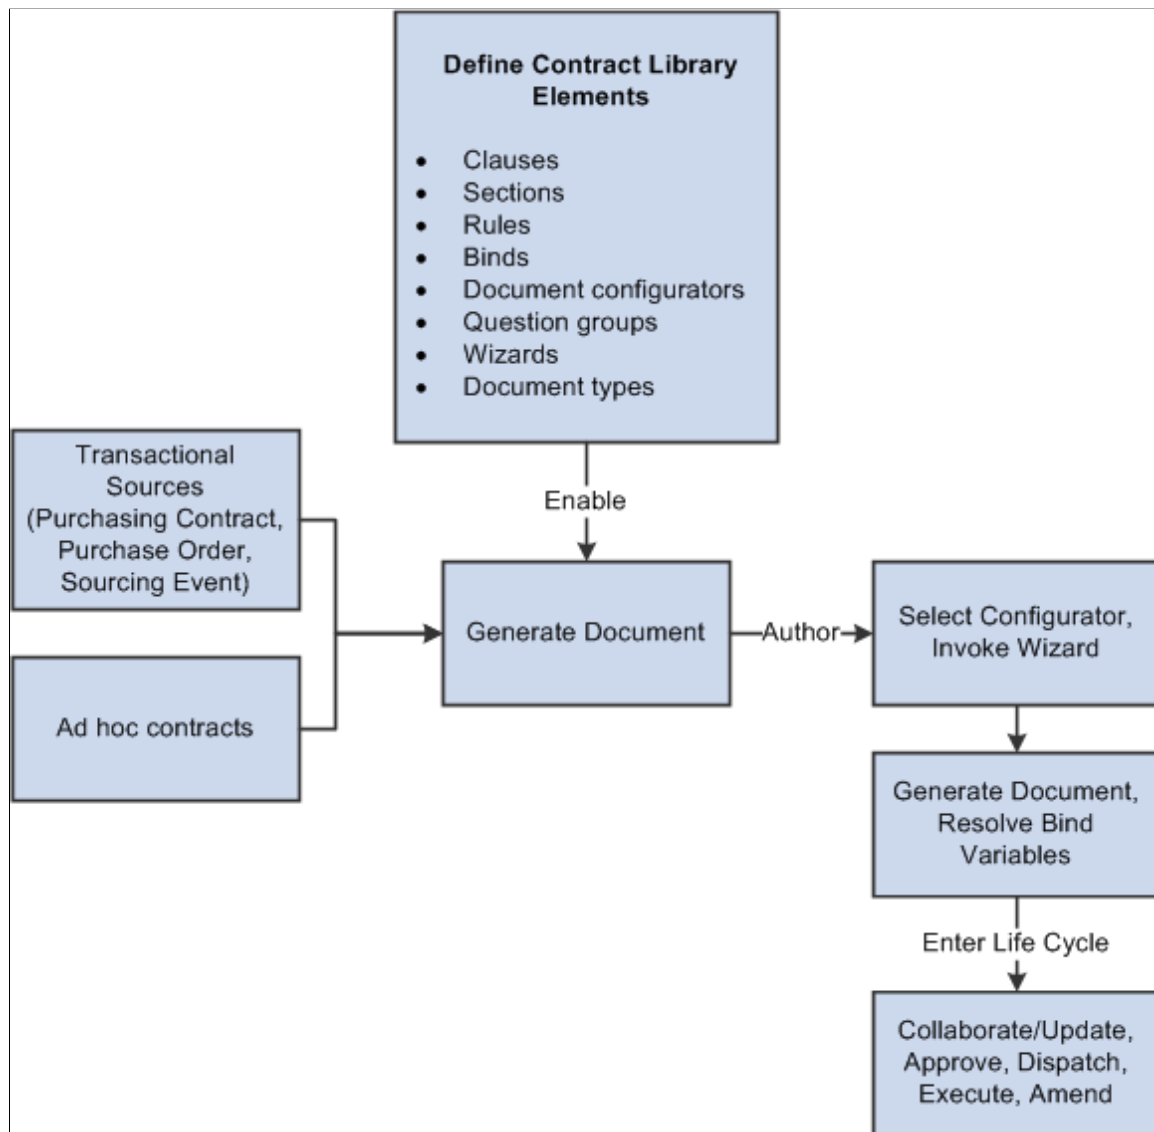 Define Contract Library
Elements
• Clauses
• Sections
• Rules
• Binds
• Document configurators
• Question groups
• Wizards
• Document types
Enable
Transactional
Sources
(Purchasing Contract,
Purchase Order,
Sourcing Event)
Ad hoc contracts
Generate Document
Author
Select Configurator,
Invoke Wizard
Generate Document,
Resolve Bind
Variables
Enter Life Cycle
Collaborate/Update,
Approve, Dispatch,
Execute, Amend